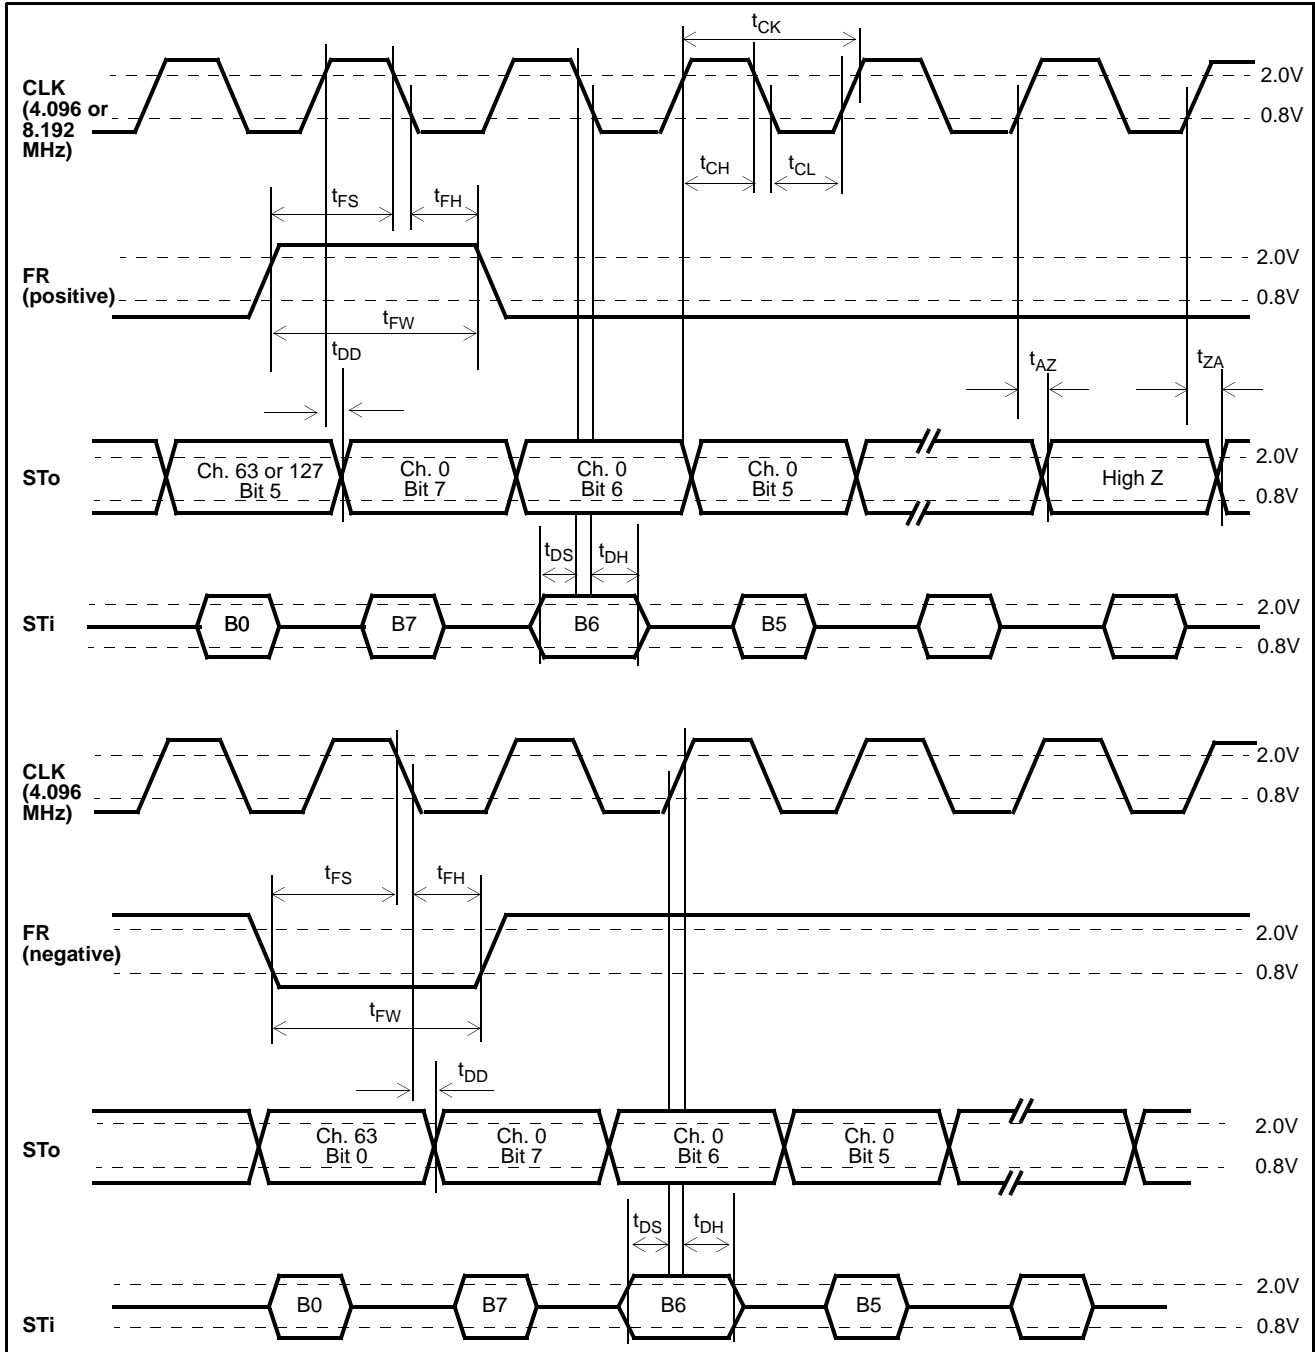 tCK
CLK
(4.096 or
8.192
MHz)
2.0V
0.8V
tCH
tCL
tFS
tFH
FR
(positive)
2.0V
0.8V
tFW
tDD
tAZ
tZA
STo
Ch. 63 or 127
Bit 5
Ch. 0
Bit 7
Ch. 0
Bit 6
Ch. 0
Bit 5
High Z
2.0V
0.8V
tDS
tDH
STi
B0
B7
B6
B5
2.0V
0.8V
CLK
(4.096
MHz)
2.0V
0.8V
tFS
tFH
FR
(negative)
2.0V
0.8V
tFW
tDD
STo
Ch. 63
Bit 0
Ch. 0
Bit 7
Ch. 0
Bit 6
Ch. 0
Bit 5
2.0V
0.8V
tDS
tDH
STi
B0
B7
B6
B5
2.0V
0.8V